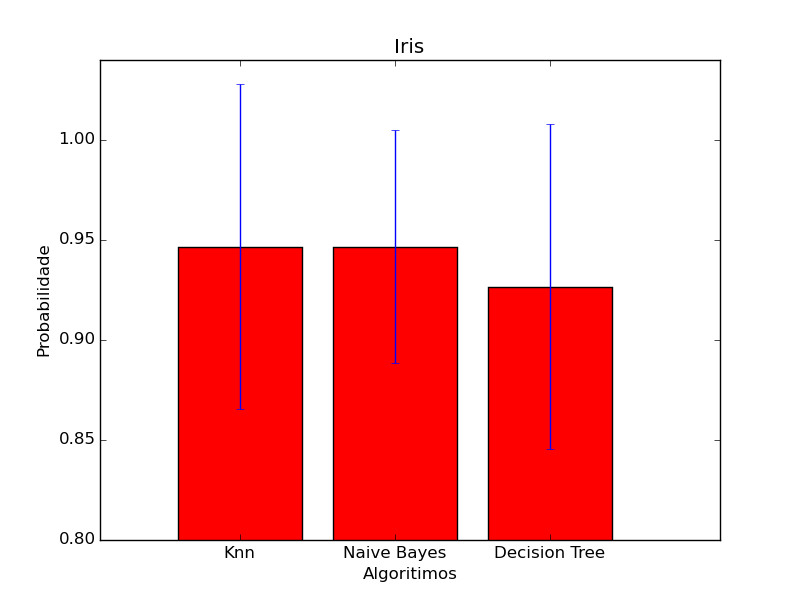 Iris
Probabilidade
1.00
0.95
0.90
0.85
0.80
Knn
Naive Bayes
Decision Tree
Algoritimos